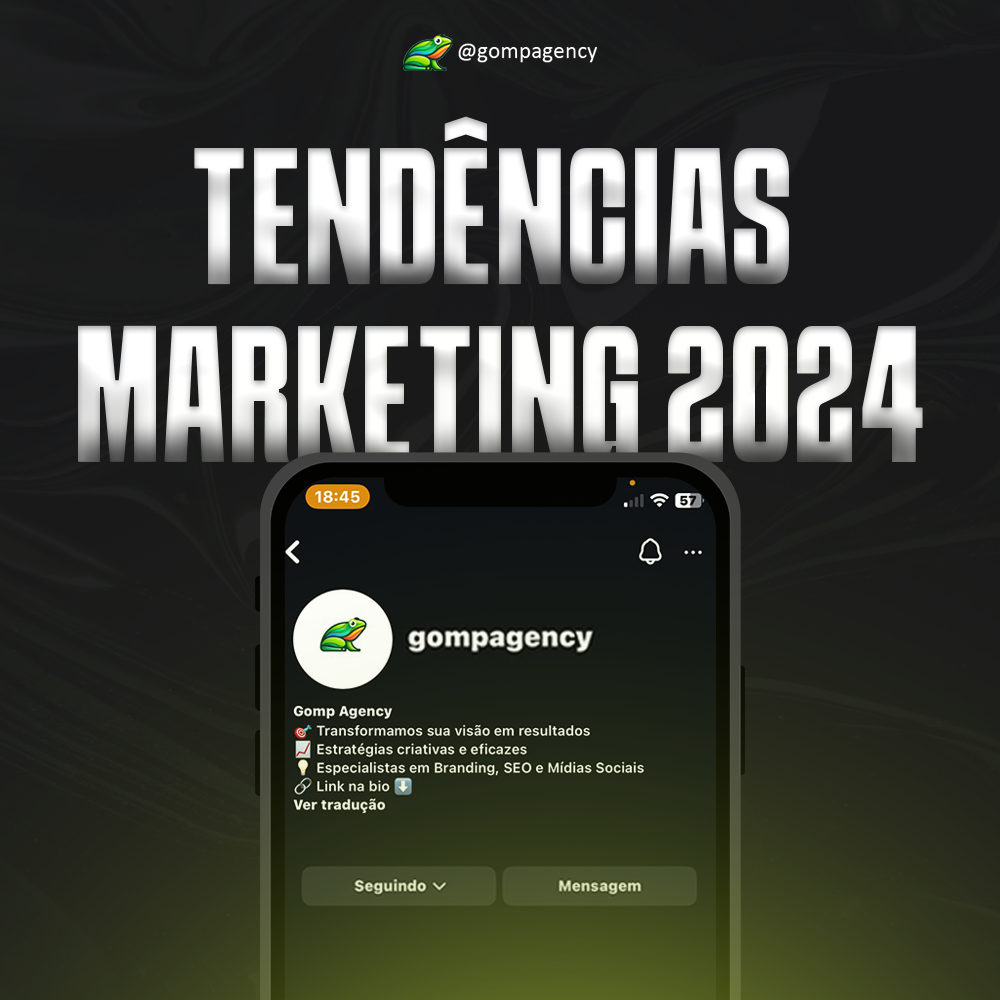 @gompagency
TENDÊNCIAS
MARKETING 2024
18:45
57
gompagency
Gomp Agency
🎯 Transformamos sua visão em resultados
📈 Estratégias criativas e eficazes
💡 Especialistas em Branding, SEO e Mídias Sociais
🔗 Link na bio ⬇️
Ver tradução
Seguindo
Mensagem